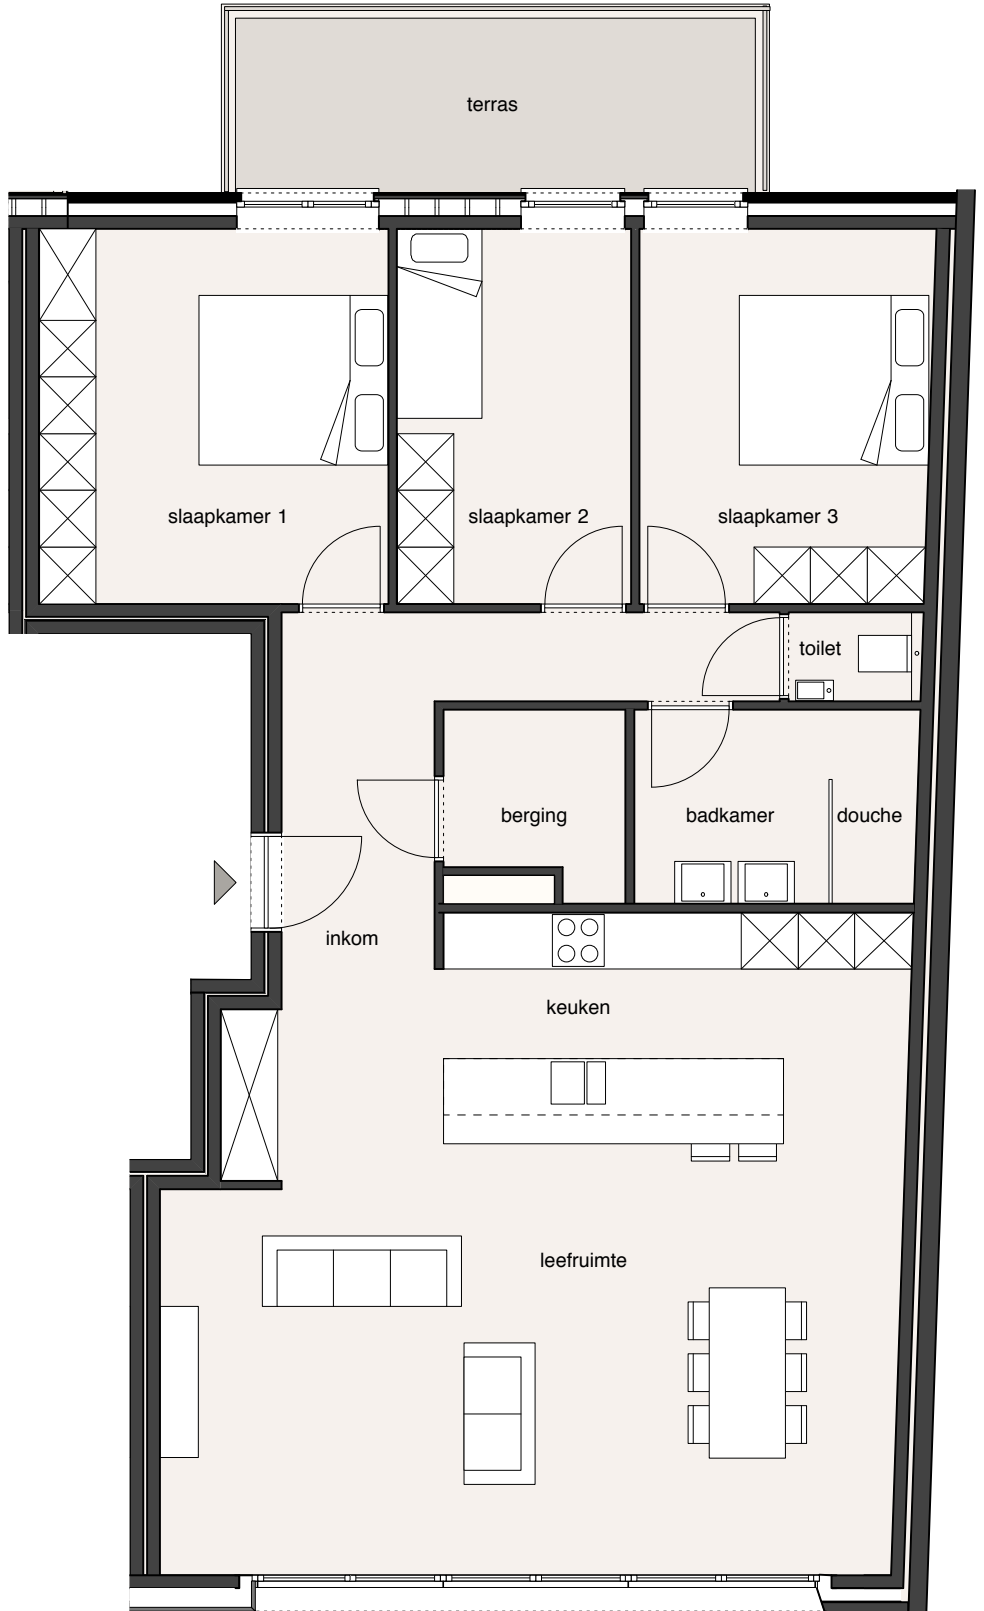 terras
slaapkamer 1
slaapkamer 2
slaapkamer 3
toilet
berging
badkamer
douche
inkom
keuken
leefruimte